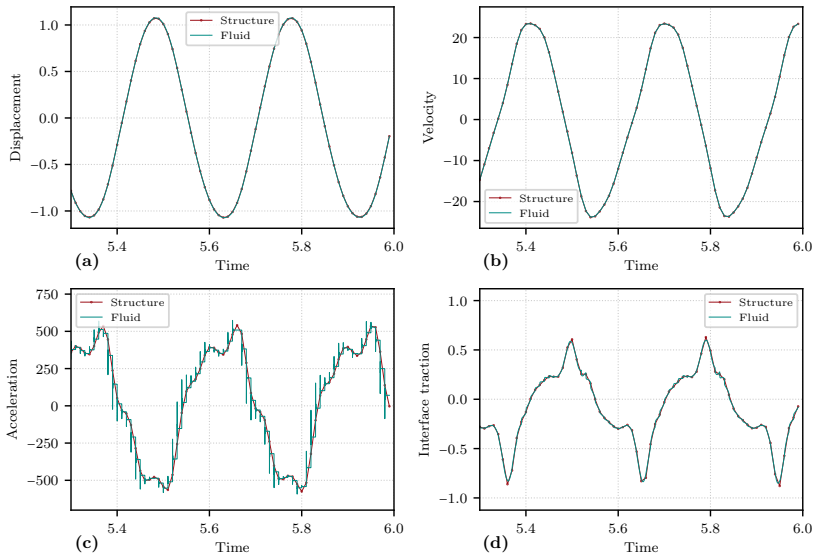 1.0
0.5
0.0
−0.5
−1.0
Displacement
Structure
Fluid
5.4
5.6
5.8
6.0
Time
(a)
20
10
0
−10
−20
Velocity
Structure
Fluid
5.4
5.6
5.8
6.0
Time
(b)
750
500
250
0
−250
−500
Acceleration
Structure
Fluid
5.4
5.6
5.8
6.0
Time
(c)
1.0
0.5
0.0
−0.5
−1.0
Interface traction
Structure
Fluid
5.4
5.6
5.8
6.0
Time
(d)